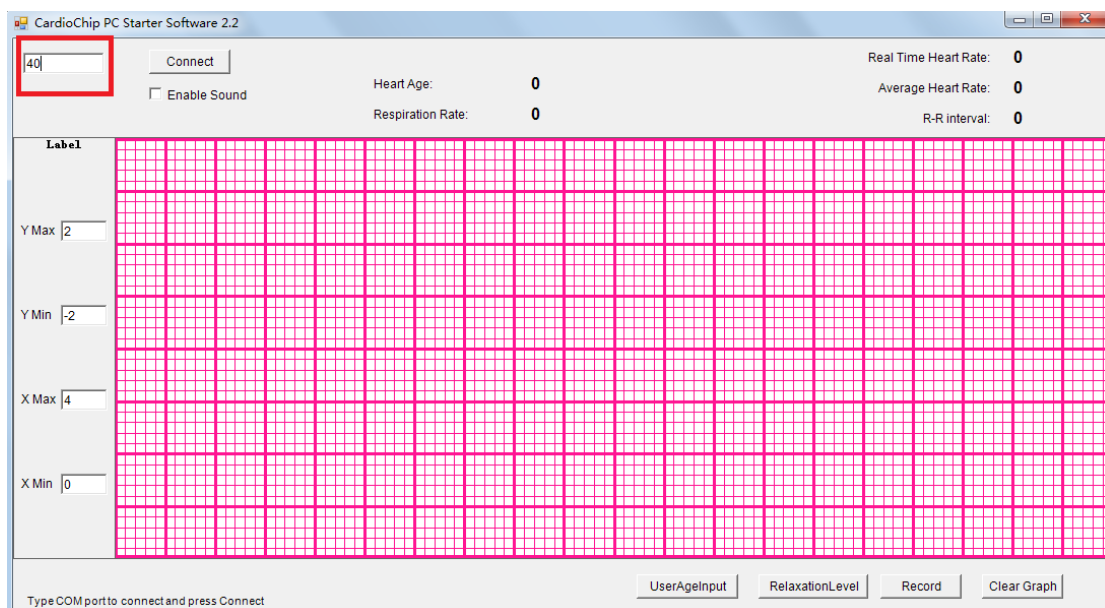 CardioChip PC Starter Software 2.2
40
Connect
Enable Sound
Heart Age: 0
Respiration Rate: 0
Real Time Heart Rate: 0
Average Heart Rate: 0
R-R interval: 0
Label
Y Max 2
Y Min -2
X Max 4
X Min 0
UserAgeInput
RelaxationLevel
Record
Clear Graph
Type COM port to connect and press Connect